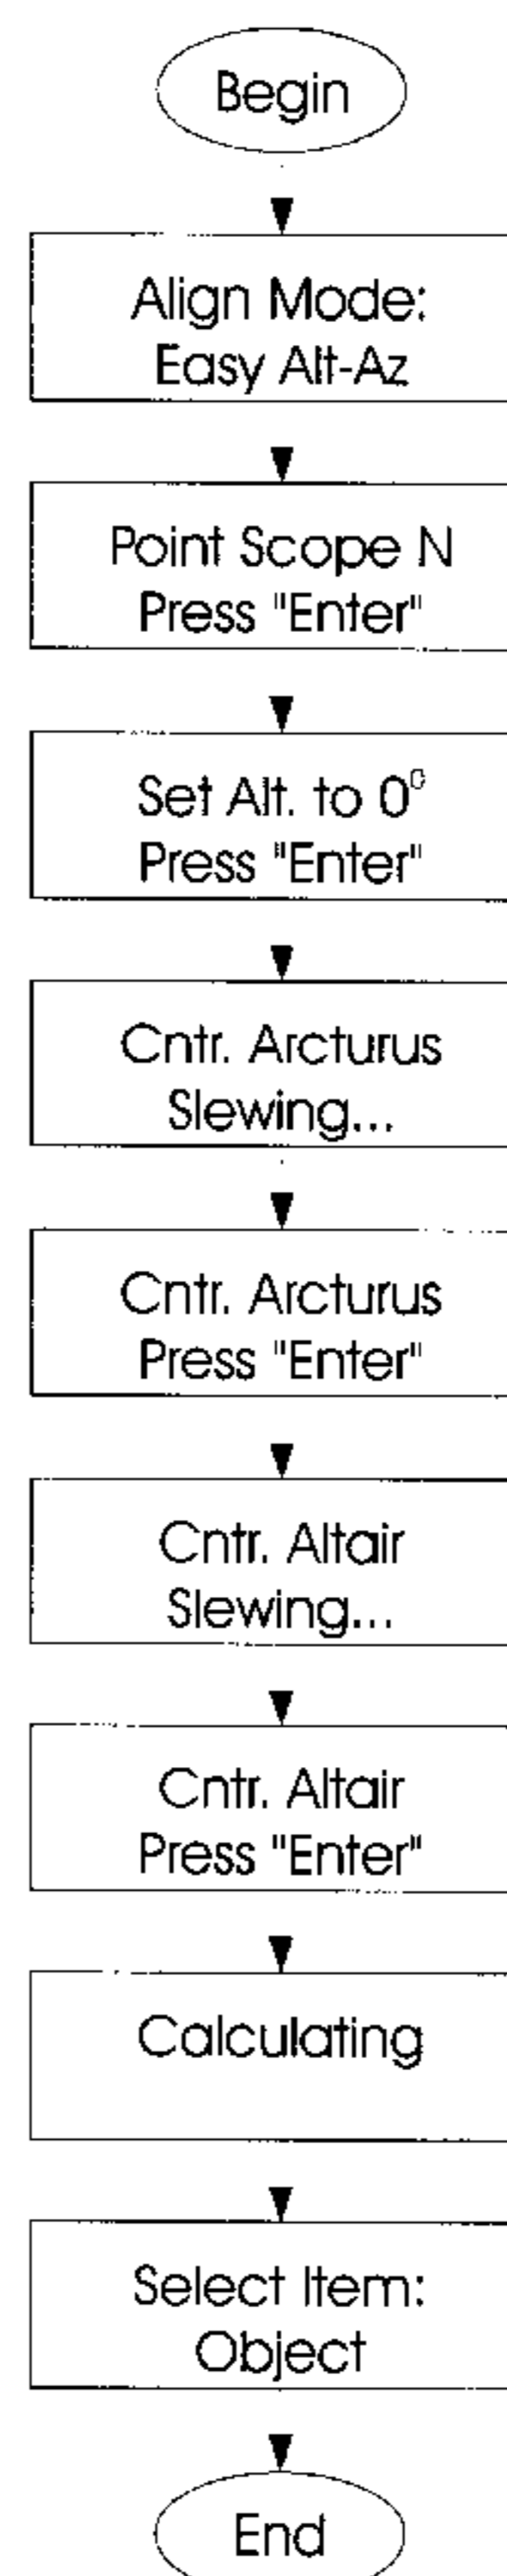 Begin
Align Mode:
Easy Alt-Az
Point Scope N
Press "Enter"
Set Alt. to 0°
Press "Enter"
Cntr. Arcturus
Slewing...
Cntr. Arcturus
Press "Enter"
Cntr. Altair
Slewing...
Cntr. Altair
Press "Enter"
Calculating
Select Item:
Object
End